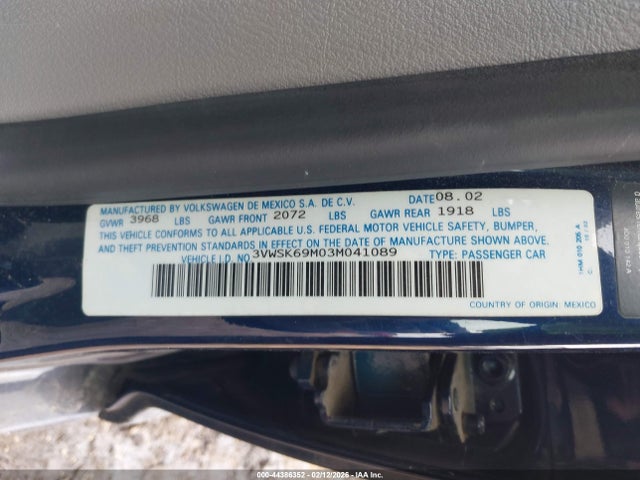 MANUFACTURED BY VOLKSWAGEN DE MEXICO S.A. DE C.V. DATE 08.02
GVWR 3968 LBS GAWR FRONT 2072 LBS GAWR REAR 1918 LBS
THIS VEHICLE CONFORMS TO ALL APPLICABLE U.S. FEDERAL MOTOR VEHICLE SAFETY, BUMPER,
AND THEFT PREVENTION STANDARDS IN EFFECT ON THE DATE OF MANUFACTURE SHOWN ABOVE.
VEHICLE I.D. NO. 3VWSK69M03M041089 TYPE: PASSENGER CAR
COUNTRY OF ORIGIN: MEXICO
1HM 010 205 A
000-44386352 - 02/12/2026 - IAA, Inc.